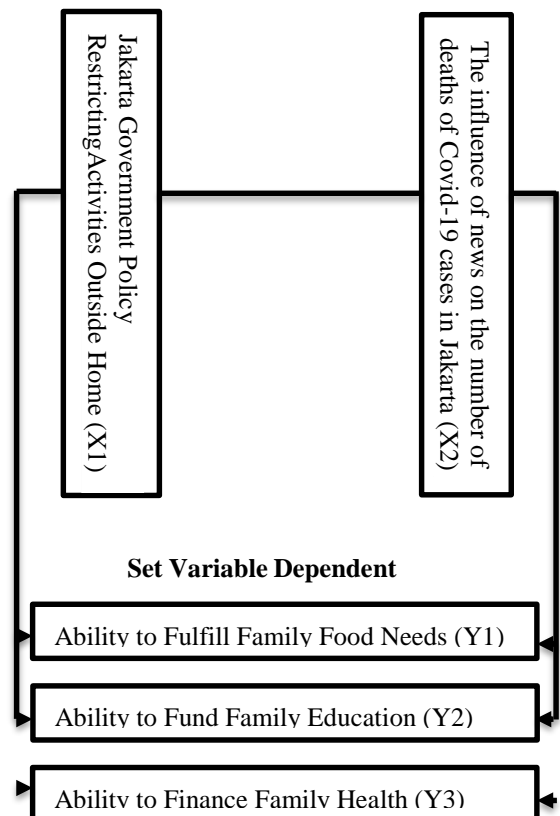 Jakarta Government Policy
RestrictingActivities Outside Home (X1)
The influence of news on the number of
deaths of Covid-19 cases in Jakarta (X2)
Set Variable Dependent
Ability to Fulfill Family Food Needs (Y1)
Ability to Fund Family Education (Y2)
Ability to Finance Family Health (Y3)